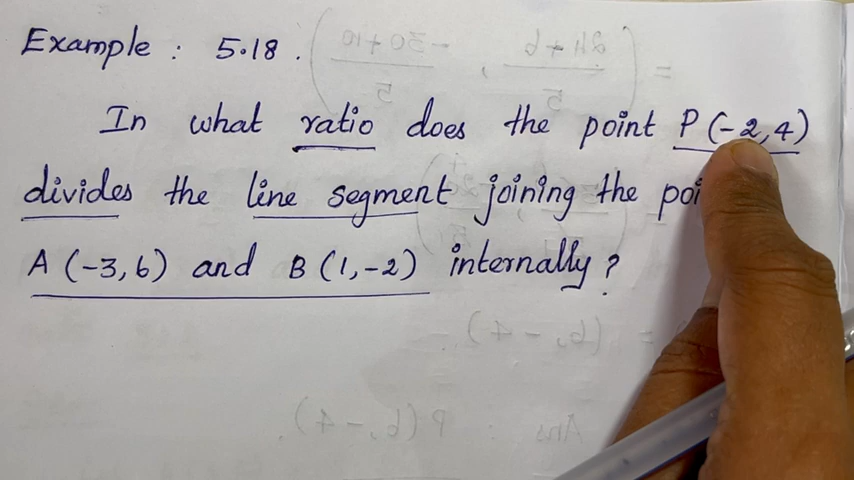 Example : 5.18.
In what ratio does the point P(-2,4)
divides the line segment joining the
A (-3,6) and B (1,-2) internally?